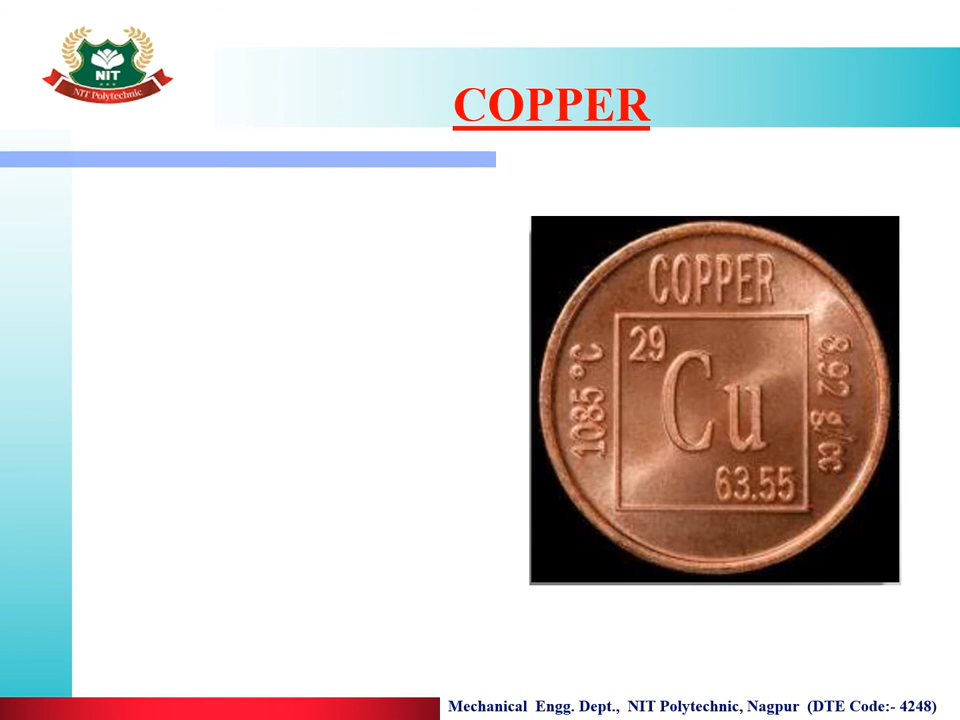 NIT
NIT Polytechnic
COPPER
COPPER
29
Cu
63.55
1085 °C
8.92 g/cc
Mechanical Engg. Dept., NIT Polytechnic, Nagpur (DTE Code:- 4248)